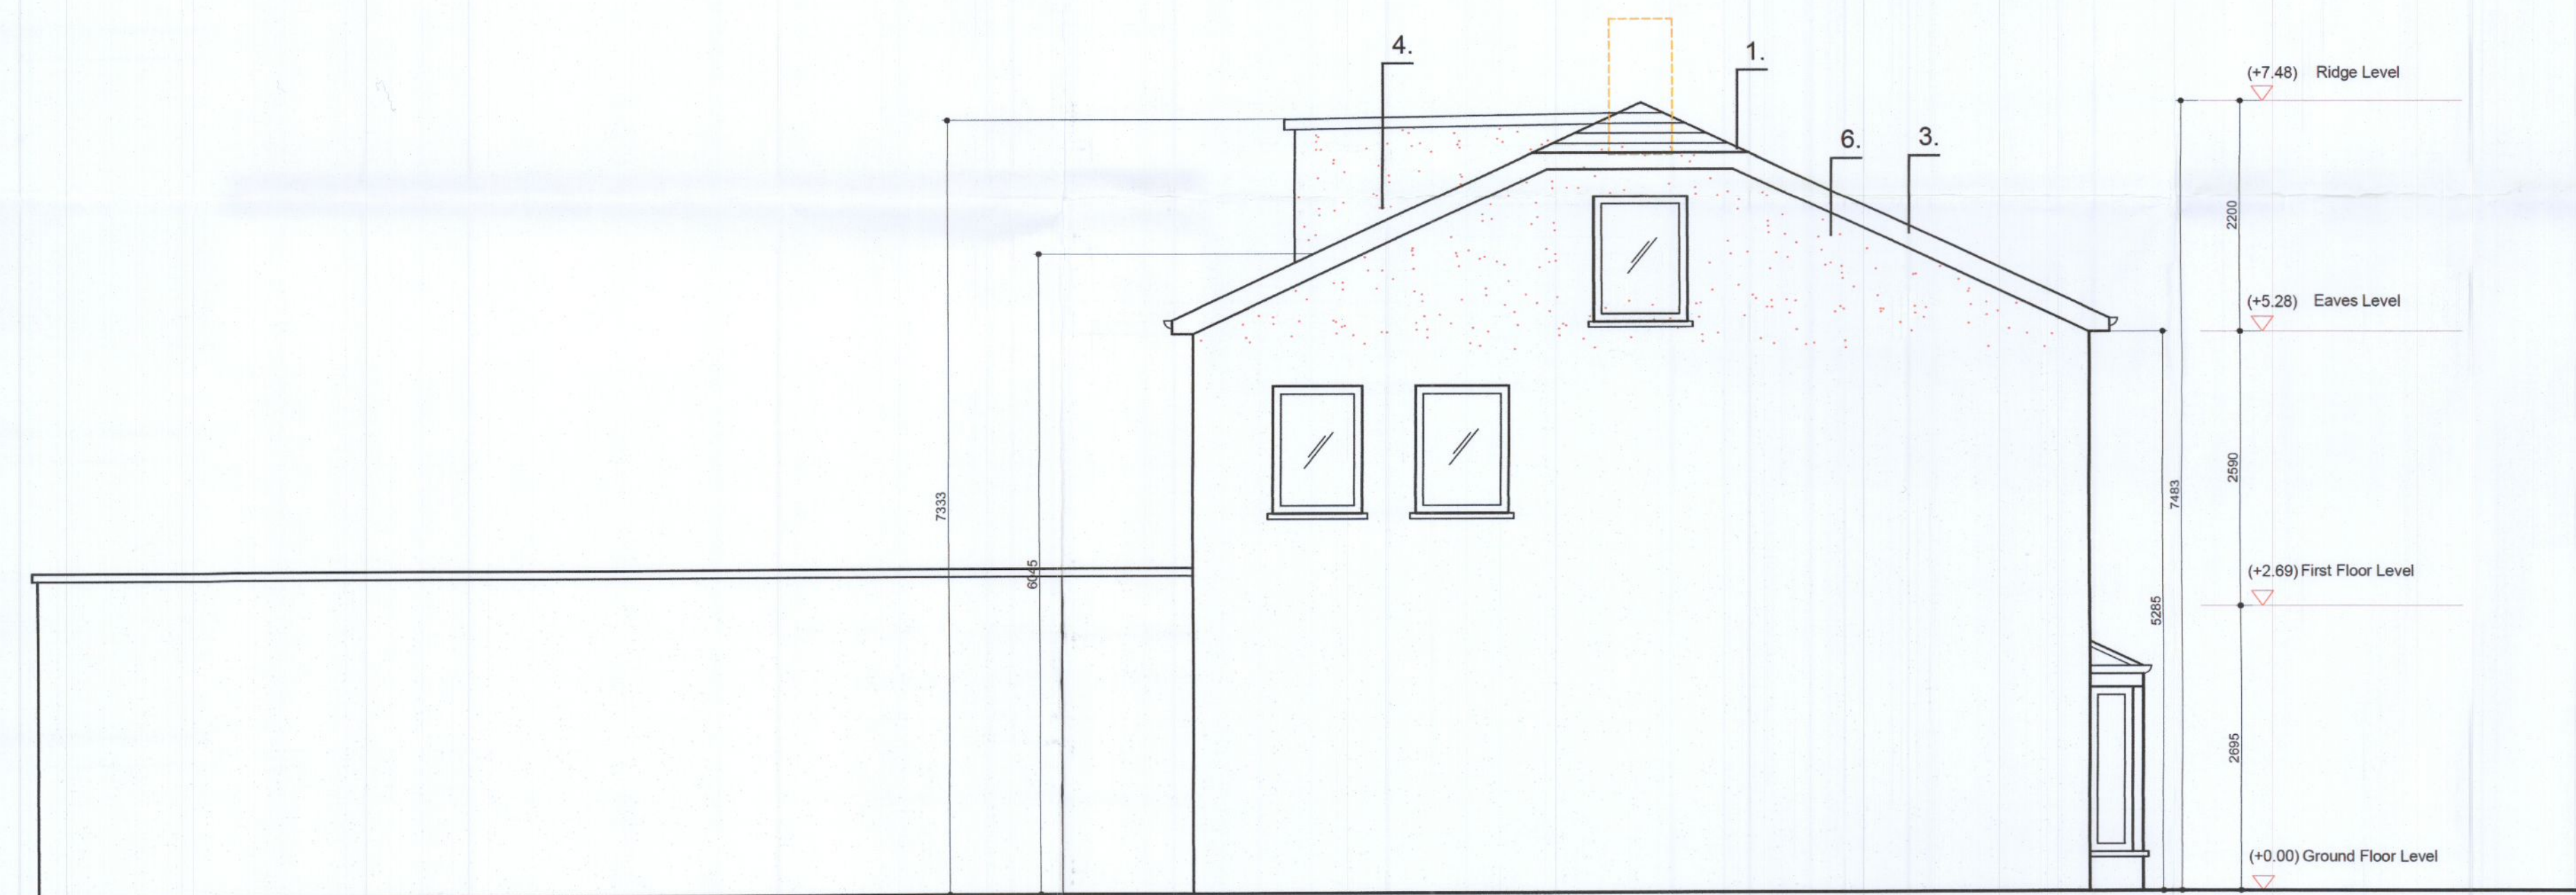 4.
1.
6.
3.
(+7.48) Ridge Level
2200
(+5.28) Eaves Level
7333
6045
2590
7483
5285
(+2.69) First Floor Level
2695
(+0.00) Ground Floor Level